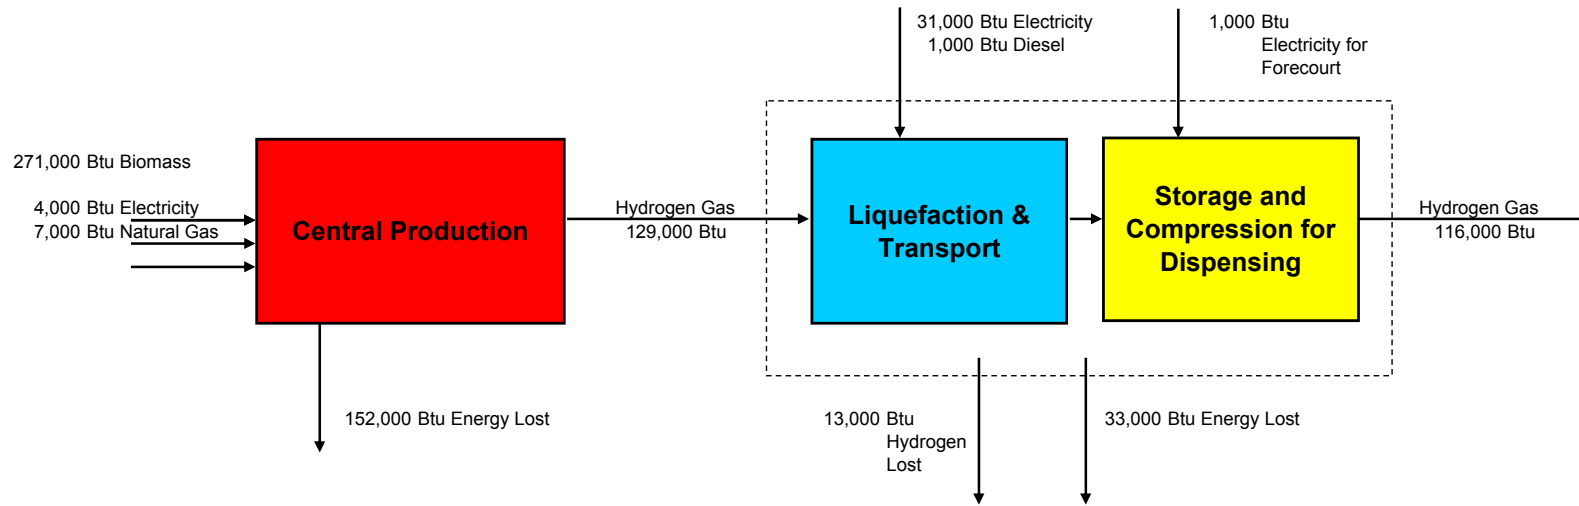 31,000 Btu Electricity
1,000 Btu Diesel
1,000 Btu
Electricity for
Forecourt
271,000 Btu Biomass
4,000 Btu Electricity
7,000 Btu Natural Gas
Central Production
Hydrogen Gas
129,000 Btu
Liquefaction &
Transport
Storage and
Compression for
Dispensing
Hydrogen Gas
116,000 Btu
152,000 Btu Energy Lost
13,000 Btu
Hydrogen
Lost
33,000 Btu Energy Lost